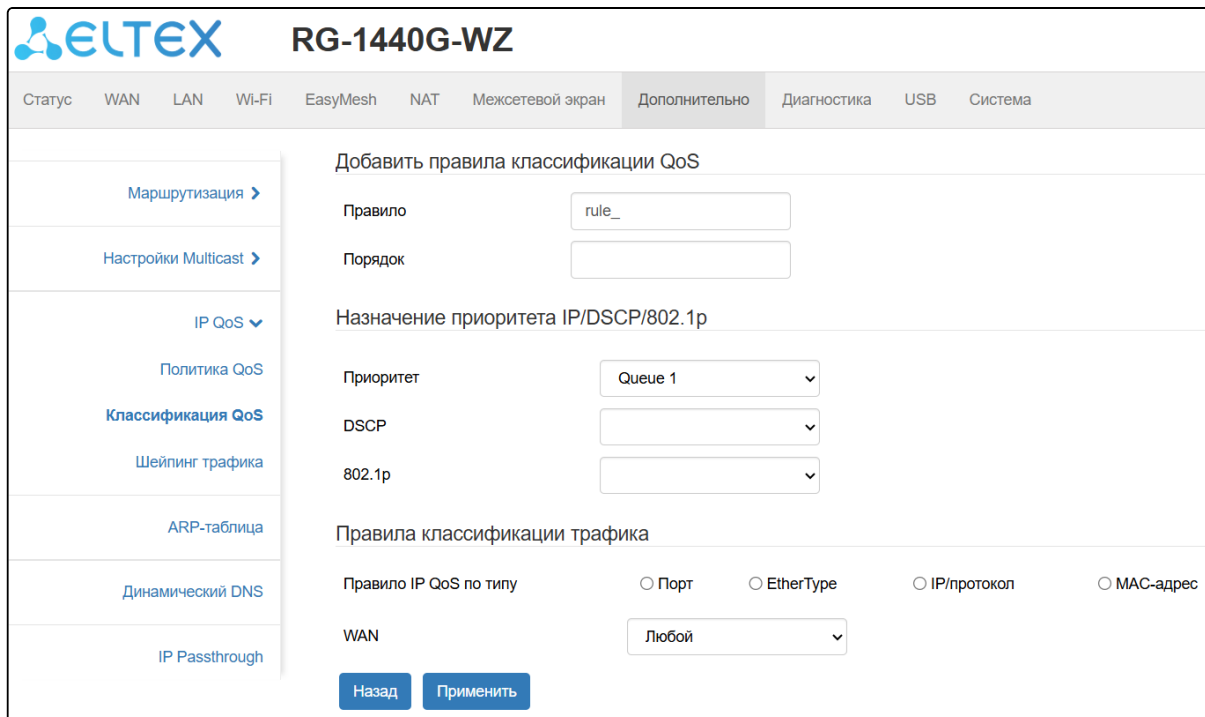 ELTEX RG-1440G-WZ
Статус WAN LAN Wi-Fi EasyMesh NAT Межсетевой экран Дополнительно Диагностика USB Система
Маршрутизация
Настройки Multicast
IP QoS
Политика QoS
Классификация QoS
Шейпинг трафика
ARP-таблица
Динамический DNS
IP Passthrough
Добавить правила классификации QoS
Правило rule_
Порядок
Назначение приоритета IP/DSCP/802.1p
Приоритет Queue 1
DSCP
802.1p
Правила классификации трафика
Правило IP QoS по типу Порт EtherType IP/протокол MAC-адрес
WAN Любой
Назад Применить